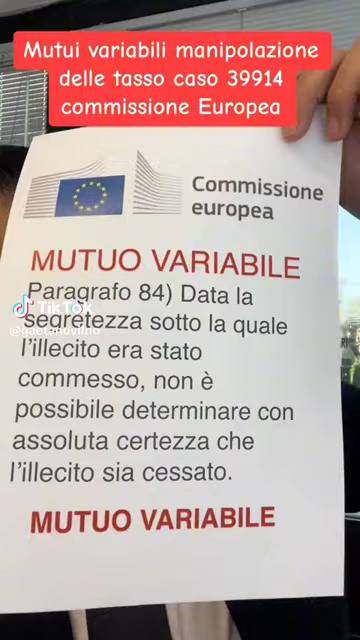 Mutui variabili manipolazione
delle tasso caso 39914
commissione Europea
Commissione
europea
MUTUO VARIABILE
Paragrafo 84) Data la
segretezza sotto la quale
l'illecito era stato
commesso, non è
possibile determinare con
assoluta certezza che
l'illecito sia cessato.
MUTUO VARIABILE
TikTok